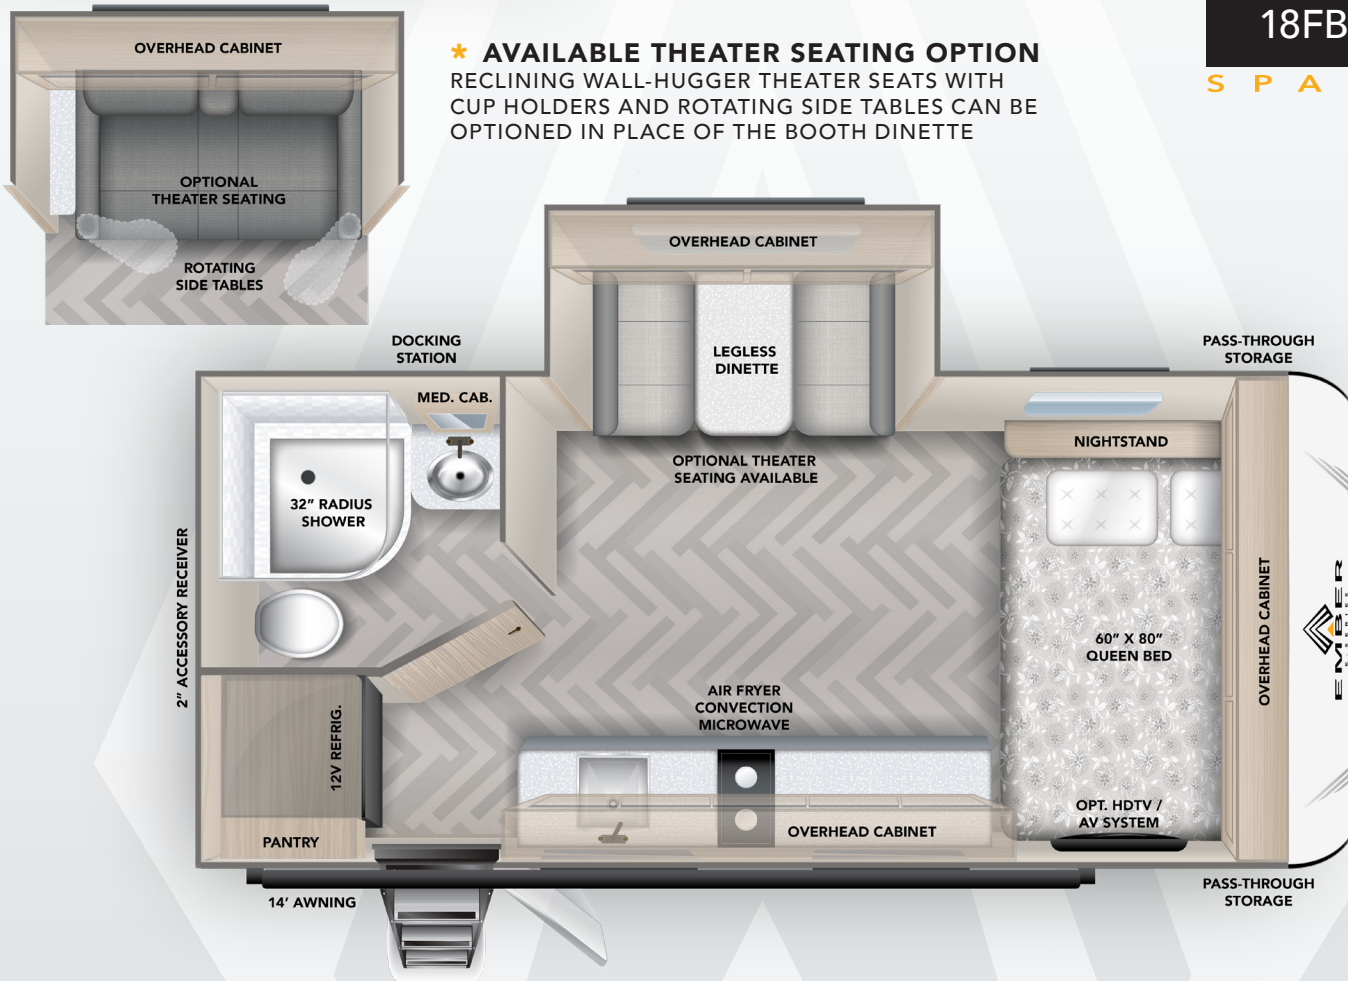 18FB
S P A
* AVAILABLE THEATER SEATING OPTION
RECLINING WALL-HUGGER THEATER SEATS WITH
CUP HOLDERS AND ROTATING SIDE TABLES CAN BE
OPTIONED IN PLACE OF THE BOOTH DINETTE
OVERHEAD CABINET
OPTIONAL
THEATER SEATING
ROTATING
SIDE TABLES
OVERHEAD CABINET
LEGLESS
DINETTE
OPTIONAL THEATER
SEATING AVAILABLE
DOCKING
STATION
MED. CAB.
32" RADIUS
SHOWER
2" ACCESSORY RECEIVER
12V REFRIG.
PANTRY
14' AWNING
AIR FRYER
CONVECTION
MICROWAVE
OVERHEAD CABINET
PASS-THROUGH
STORAGE
NIGHTSTAND
60" X 80"
QUEEN BED
OVERHEAD CABINET
OPT. HDTV /
AV SYSTEM
EMBER
PASS-THROUGH
STORAGE